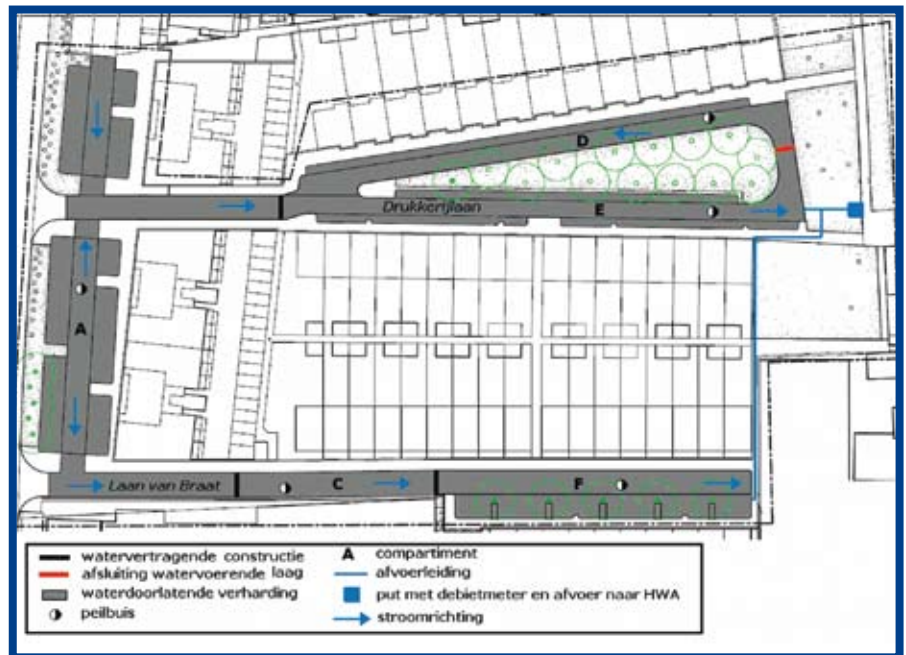 D
Drukkerijlaan
E
A
Laan van Braat
C
F
watervertragende constructie
afsluiting watervoerende laag
waterdoorlatende verharding
peilbuis
A compartiment
afvoerleiding
put met debietmeter en afvoer naar HWA
stroomrichting